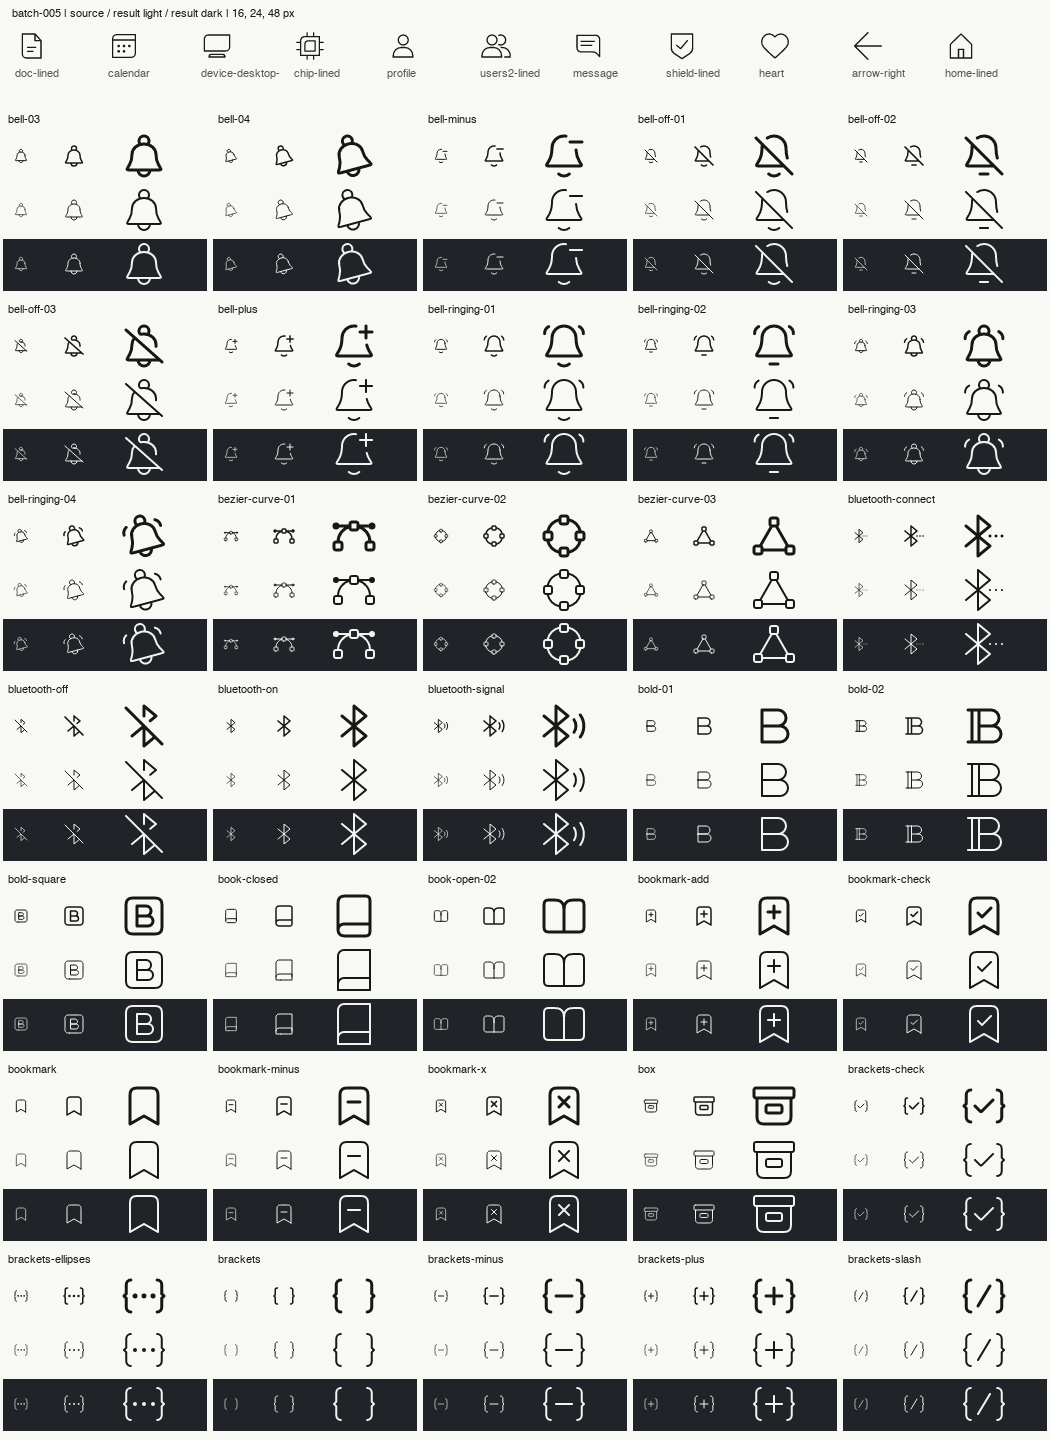 batch-005 | source / result light / result dark | 16, 24, 48 px
doc-lined calendar device-desktop- chip-lined profile users2-lined message shield-lined heart arrow-right home-lined
bell-03 bell-04 bell-minus bell-off-01 bell-off-02
bell-off-03 bell-plus bell-ringing-01 bell-ringing-02 bell-ringing-03
bell-ringing-04 bezier-curve-01 bezier-curve-02 bezier-curve-03 bluetooth-connect
bluetooth-off bluetooth-on bluetooth-signal bold-01 bold-02
bold-square book-closed book-open-02 bookmark-add bookmark-check
bookmark bookmark-minus bookmark-x box brackets-check
brackets-ellipses brackets brackets-minus brackets-plus brackets-slash